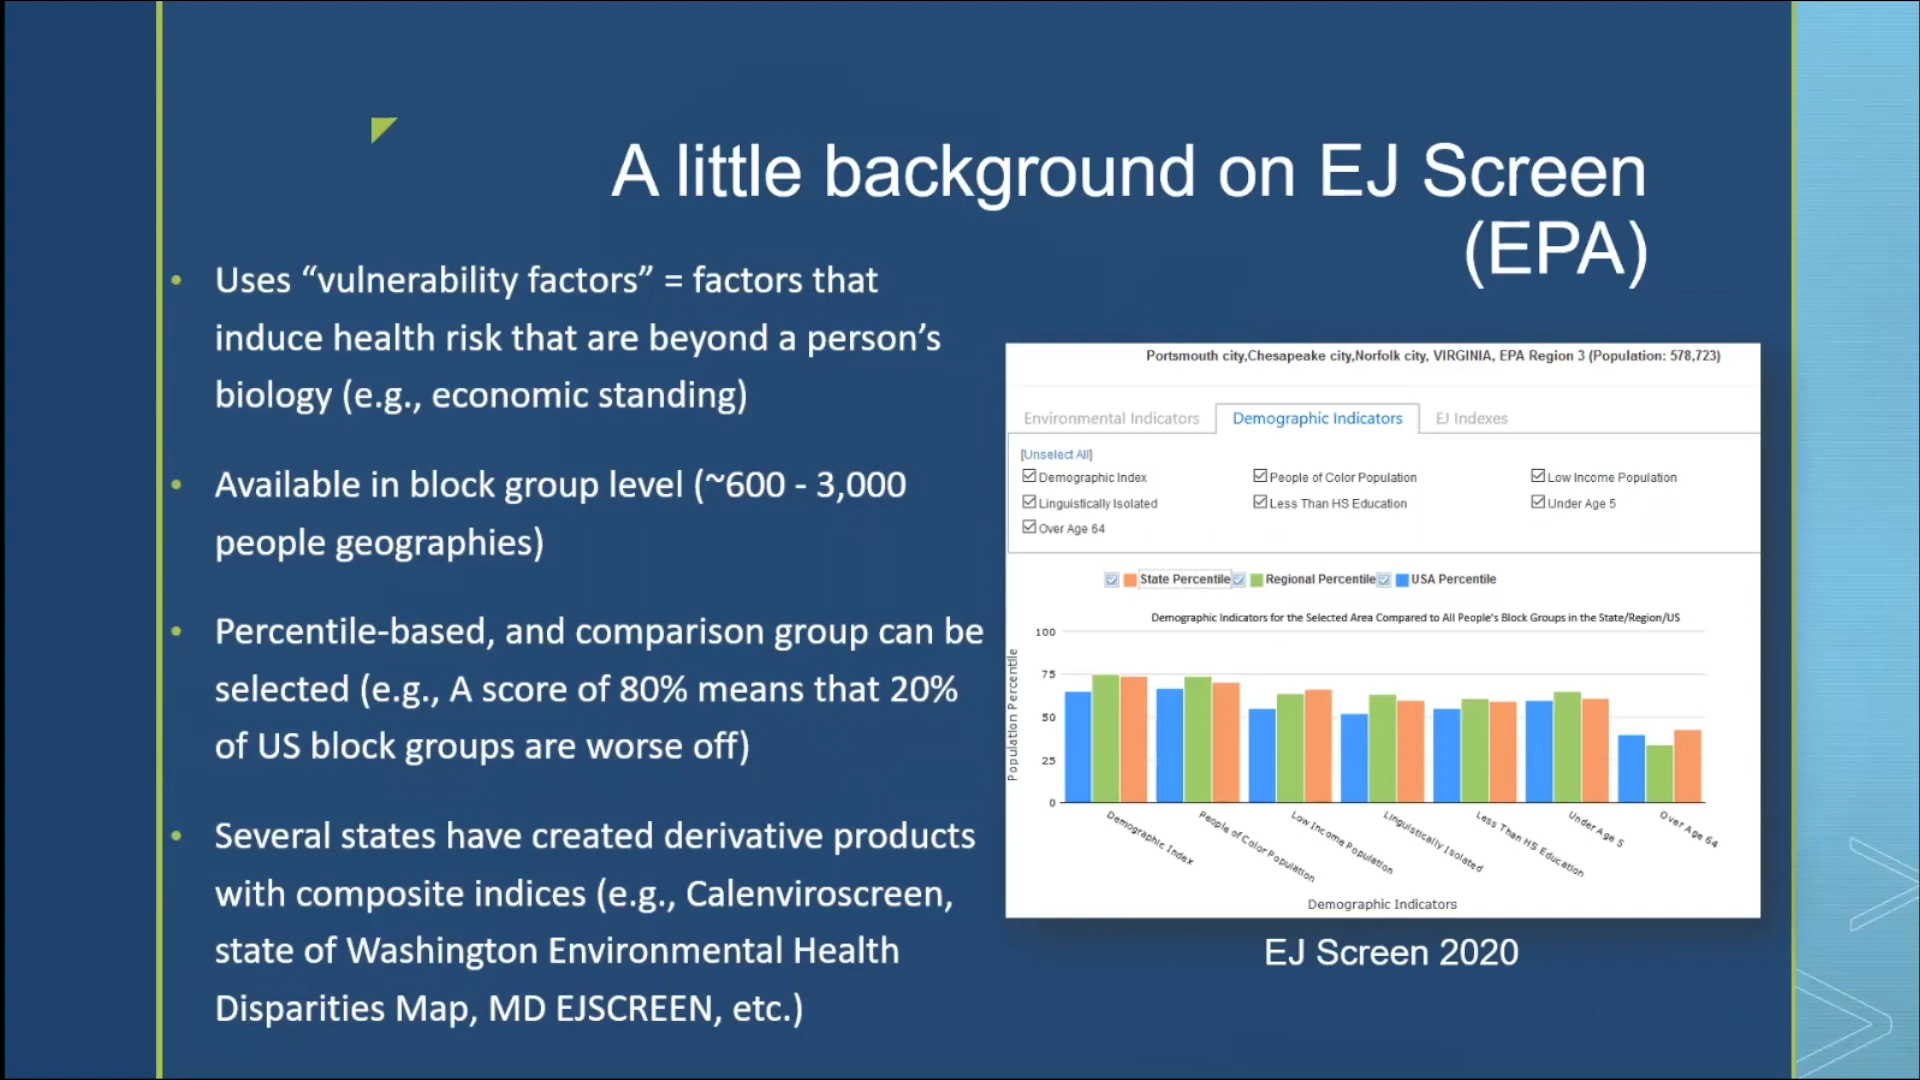 A little background on EJ Screen
(EPA)
• Uses “vulnerability factors” = factors that
induce health risk that are beyond a person’s
biology (e.g., economic standing)
• Available in block group level (~600 - 3,000
people geographies)
• Percentile-based, and comparison group can be
selected (e.g., A score of 80% means that 20%
of US block groups are worse off)
• Several states have created derivative products
with composite indices (e.g., Calenviroscreen,
state of Washington Environmental Health
Disparities Map, MD EJSCREEN, etc.)
Portsmouth city,Chesapeake city,Norfolk city, VIRGINIA, EPA Region 3 (Population: 578,723)
Environmental Indicators Demographic Indicators EJ Indexes
[Unselect All]
Demographic Index People of Color Population Low Income Population
Linguistically Isolated Less Than HS Education Under Age 5
Over Age 64
State Percentile Regional Percentile USA Percentile
Demographic Indicators for the Selected Area Compared to All People's Block Groups in the State/Region/US
Population Percentile
100
75
50
25
0
Demographic Index
People of Color Population
Low Income Population
Linguistically Isolated
Less Than HS Education
Under Age 5
Over Age 64
Demographic Indicators
EJ Screen 2020